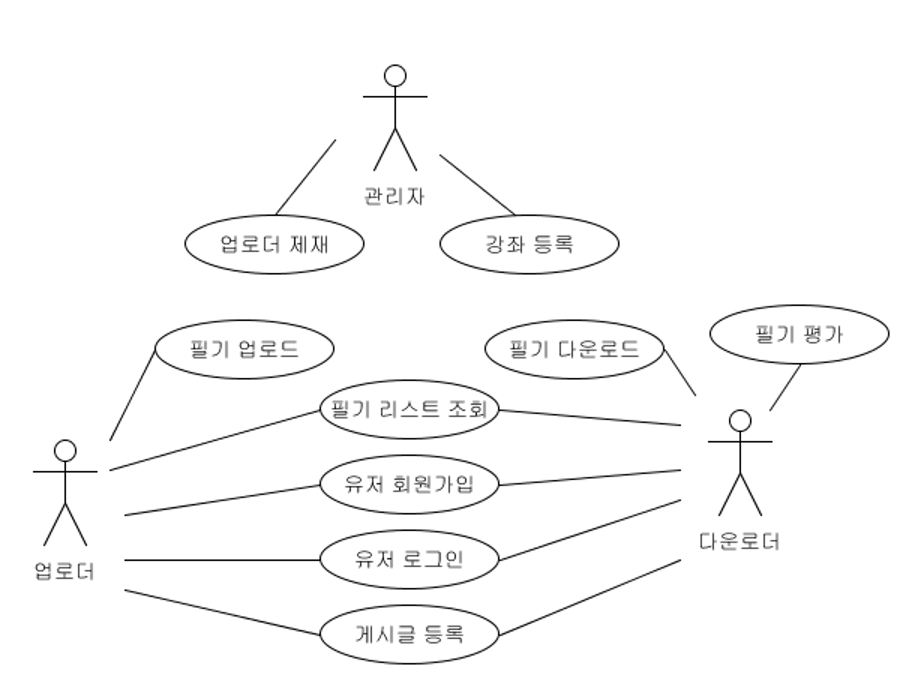 관리자
업로더 제재
강좌 등록
필기 업로드
필기 다운로드
필기 평가
필기 리스트 조회
유저 회원가입
유저 로그인
게시글 등록
업로더
다운로더